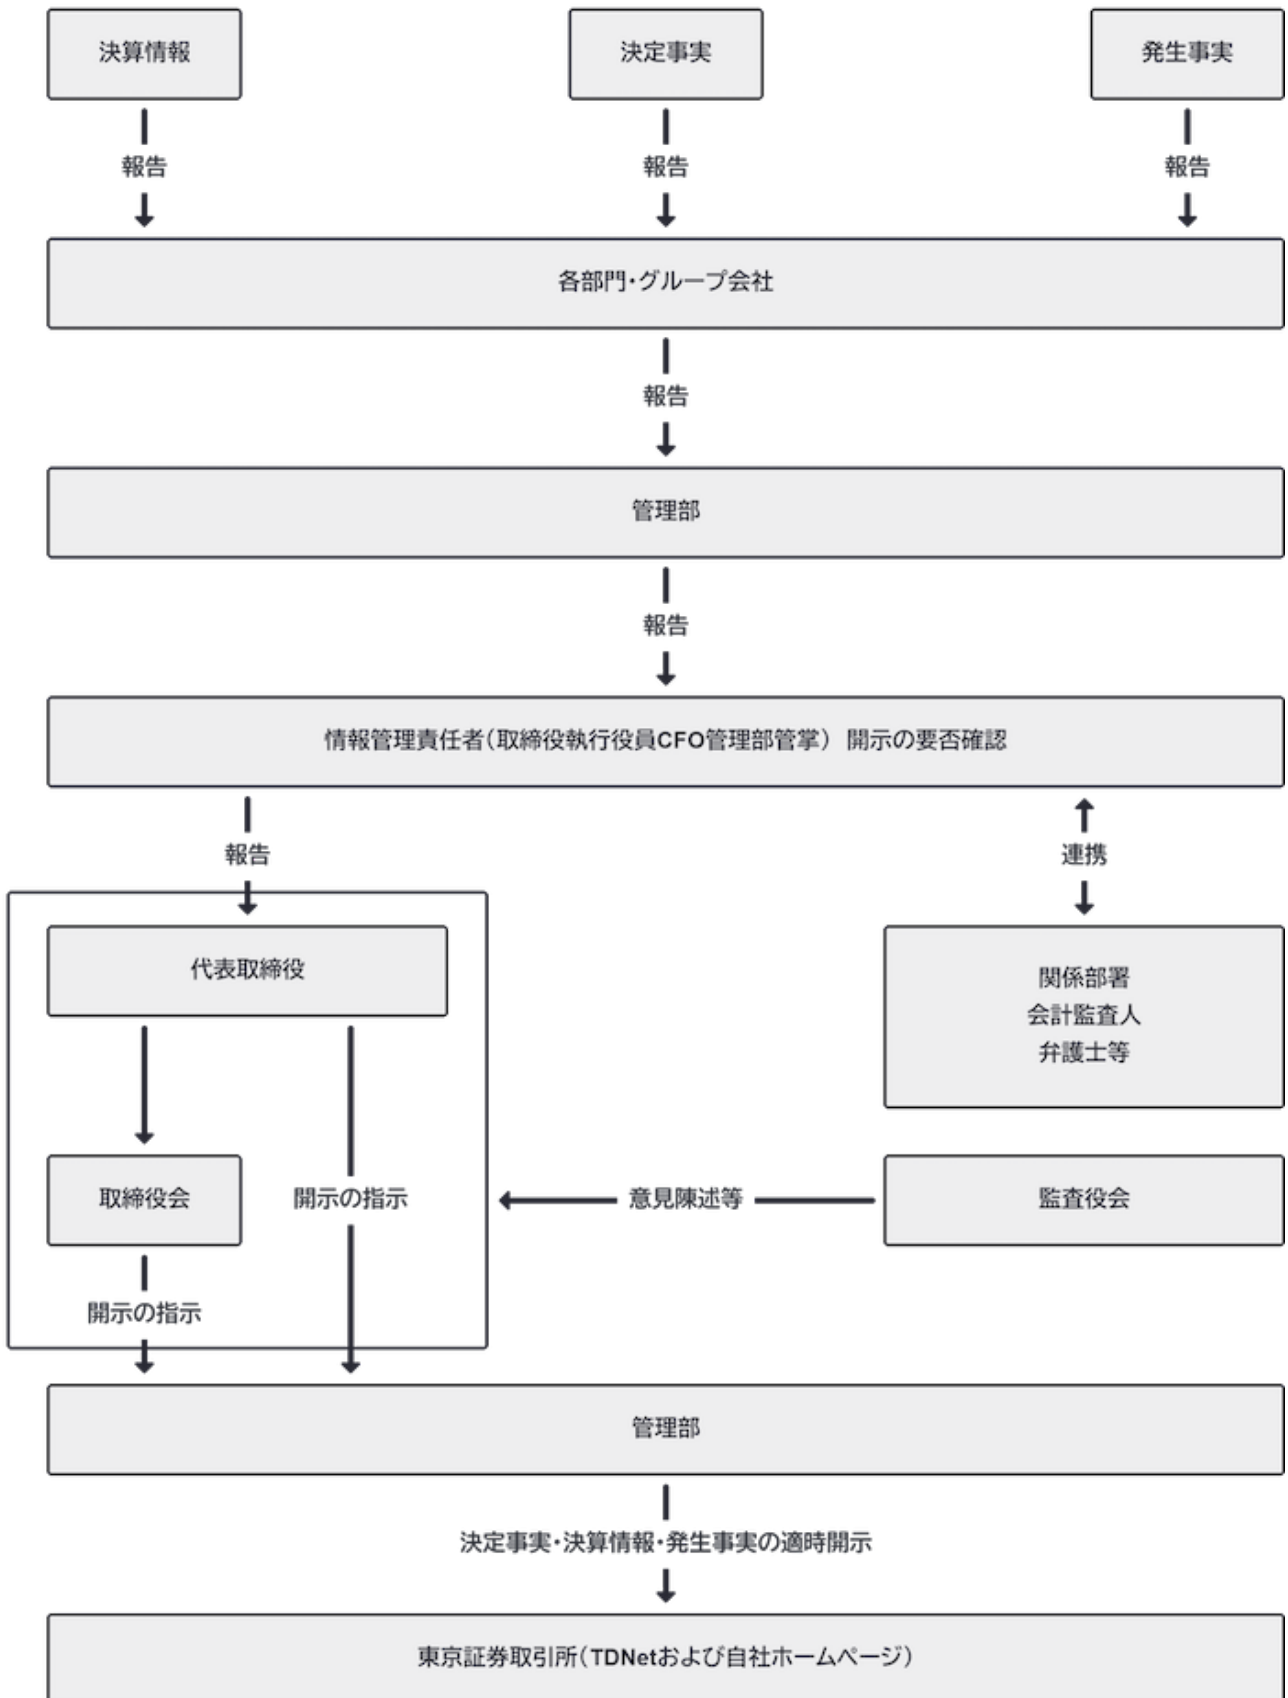 決算情報
決定事実
発生事実
報告
報告
報告
各部門・グループ会社
報告
管理部
報告
情報管理責任者(取締役執行役員CFO管理部管掌) 開示の要否確認
報告
連携
代表取締役
関係部署
会計監査人
弁護士等
取締役会
開示の指示
意見陳述等
監査役会
開示の指示
管理部
決定事実・決算情報・発生事実の適時開示
東京証券取引所(TDNetおよび自社ホームページ)